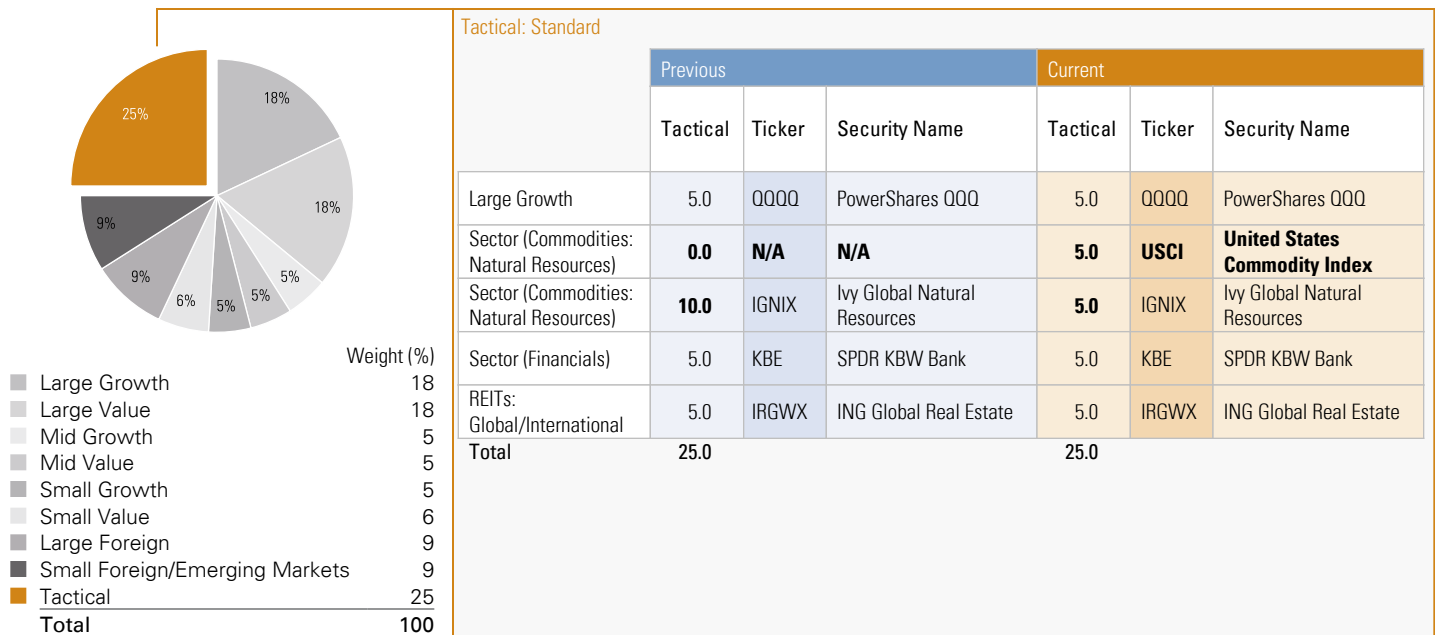 25%
18%
18%
5%
5%
5%
6%
9%
9%
Weight (%)
Large Growth 18
Large Value 18
Mid Growth 5
Mid Value 5
Small Growth 5
Small Value 6
Large Foreign 9
Small Foreign/Emerging Markets 9
Tactical 25
Total 100
Tactical: Standard
Previous Current
Tactical Ticker Security Name Tactical Ticker Security Name
Large Growth 5.0 QQQQ PowerShares QQQ 5.0 QQQQ PowerShares QQQ
Sector (Commodities: Natural Resources) 0.0 N/A N/A 5.0 USCI United States Commodity Index
Sector (Commodities: Natural Resources) 10.0 IGNIX Ivy Global Natural Resources 5.0 IGNIX Ivy Global Natural Resources
Sector (Financials) 5.0 KBE SPDR KBW Bank 5.0 KBE SPDR KBW Bank
REITs: Global/International 5.0 IRGWX ING Global Real Estate 5.0 IRGWX ING Global Real Estate
Total 25.0 25.0